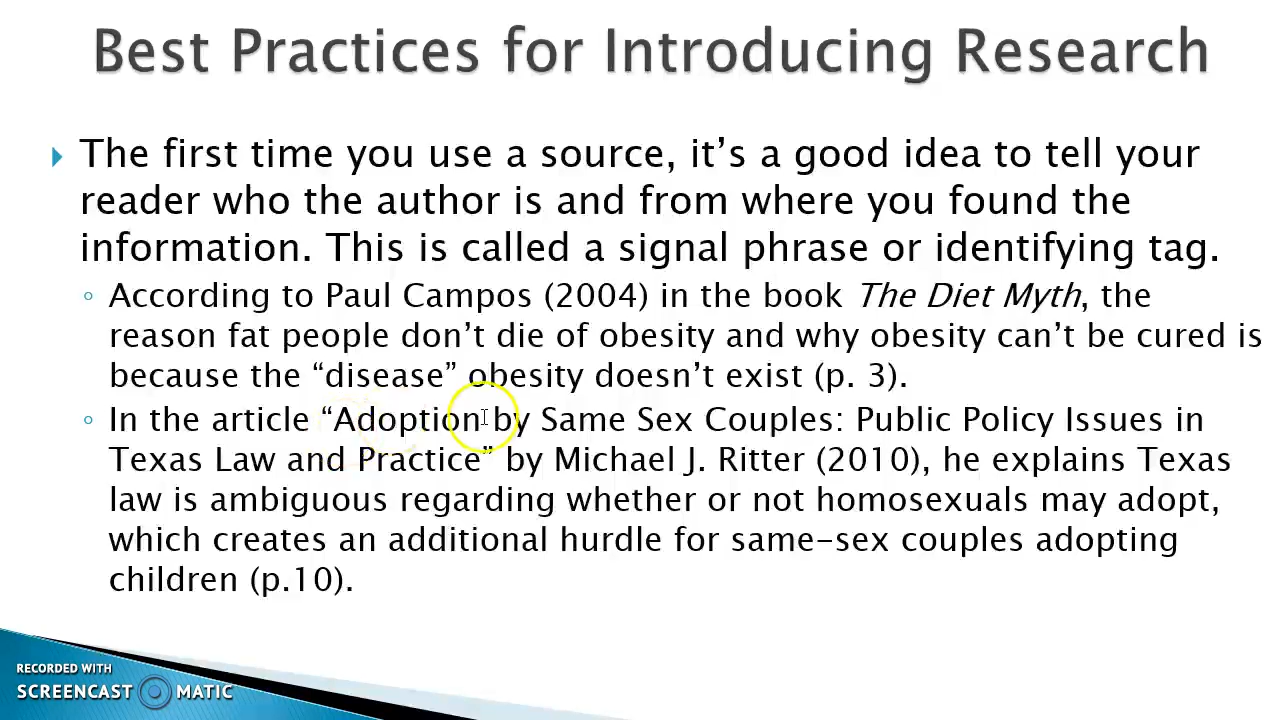 Best Practices for Introducing Research
The first time you use a source, it’s a good idea to tell your
reader who the author is and from where you found the
information. This is called a signal phrase or identifying tag.
According to Paul Campos (2004) in the book The Diet Myth, the
reason fat people don’t die of obesity and why obesity can’t be cured is
because the “disease” obesity doesn’t exist (p. 3).
In the article “Adoption by Same Sex Couples: Public Policy Issues in
Texas Law and Practice” by Michael J. Ritter (2010), he explains Texas
law is ambiguous regarding whether or not homosexuals may adopt,
which creates an additional hurdle for same-sex couples adopting
children (p.10).
RECORDED WITH
SCREENCAST MATIC